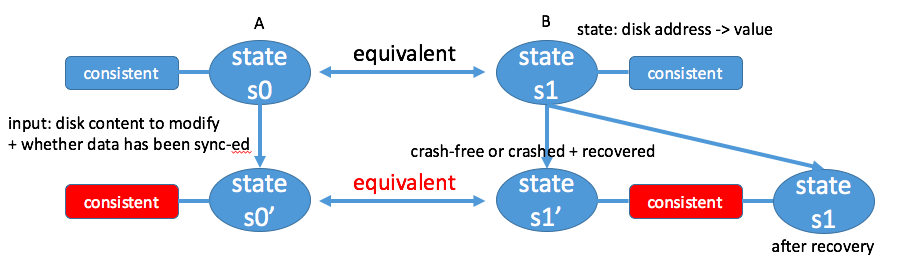 A
B
state: disk address -> value
consistent
state
s0
equivalent
state
s1
consistent
input: disk content to modify
+ whether data has been sync-ed
crash-free or crashed + recovered
consistent
state
s0’
equivalent
state
s1’
consistent
state
s1
after recovery